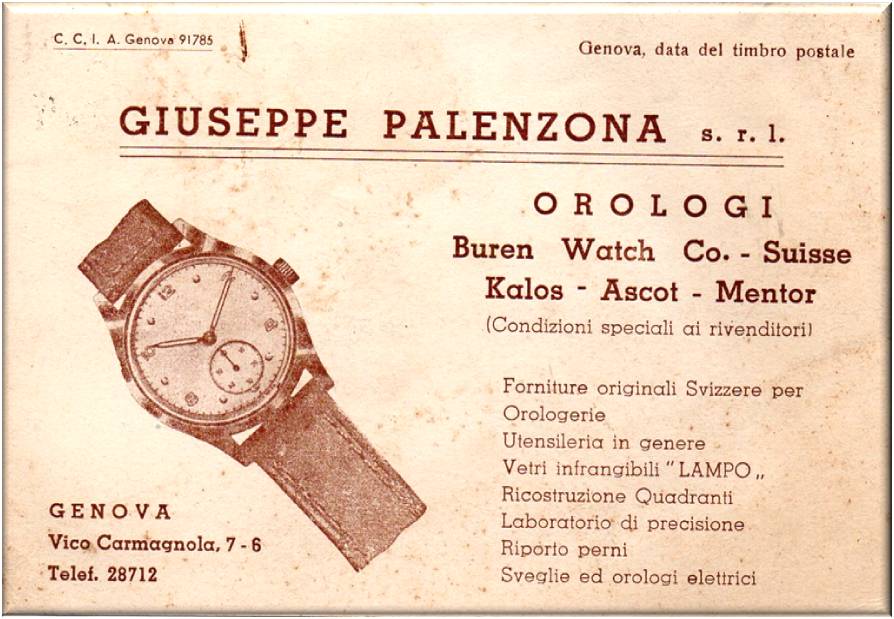 C. C. I. A. Genova 91785
Genova, data del timbro postale
GIUSEPPE PALENZONA s. r. l.
OROLOGI
Buren Watch Co. - Suisse
Kalos - Ascot - Mentor
(Condizioni speciali ai rivenditori)
Forniture originali Svizzere per
Orologerie
Utensileria in genere
Vetri infrangibili "LAMPO„
Ricostruzione Quadranti
Laboratorio di precisione
Riporto perni
Sveglie ed orologi elettrici
GENOVA
Vico Carmagnola, 7 - 6
Telef. 28712
12